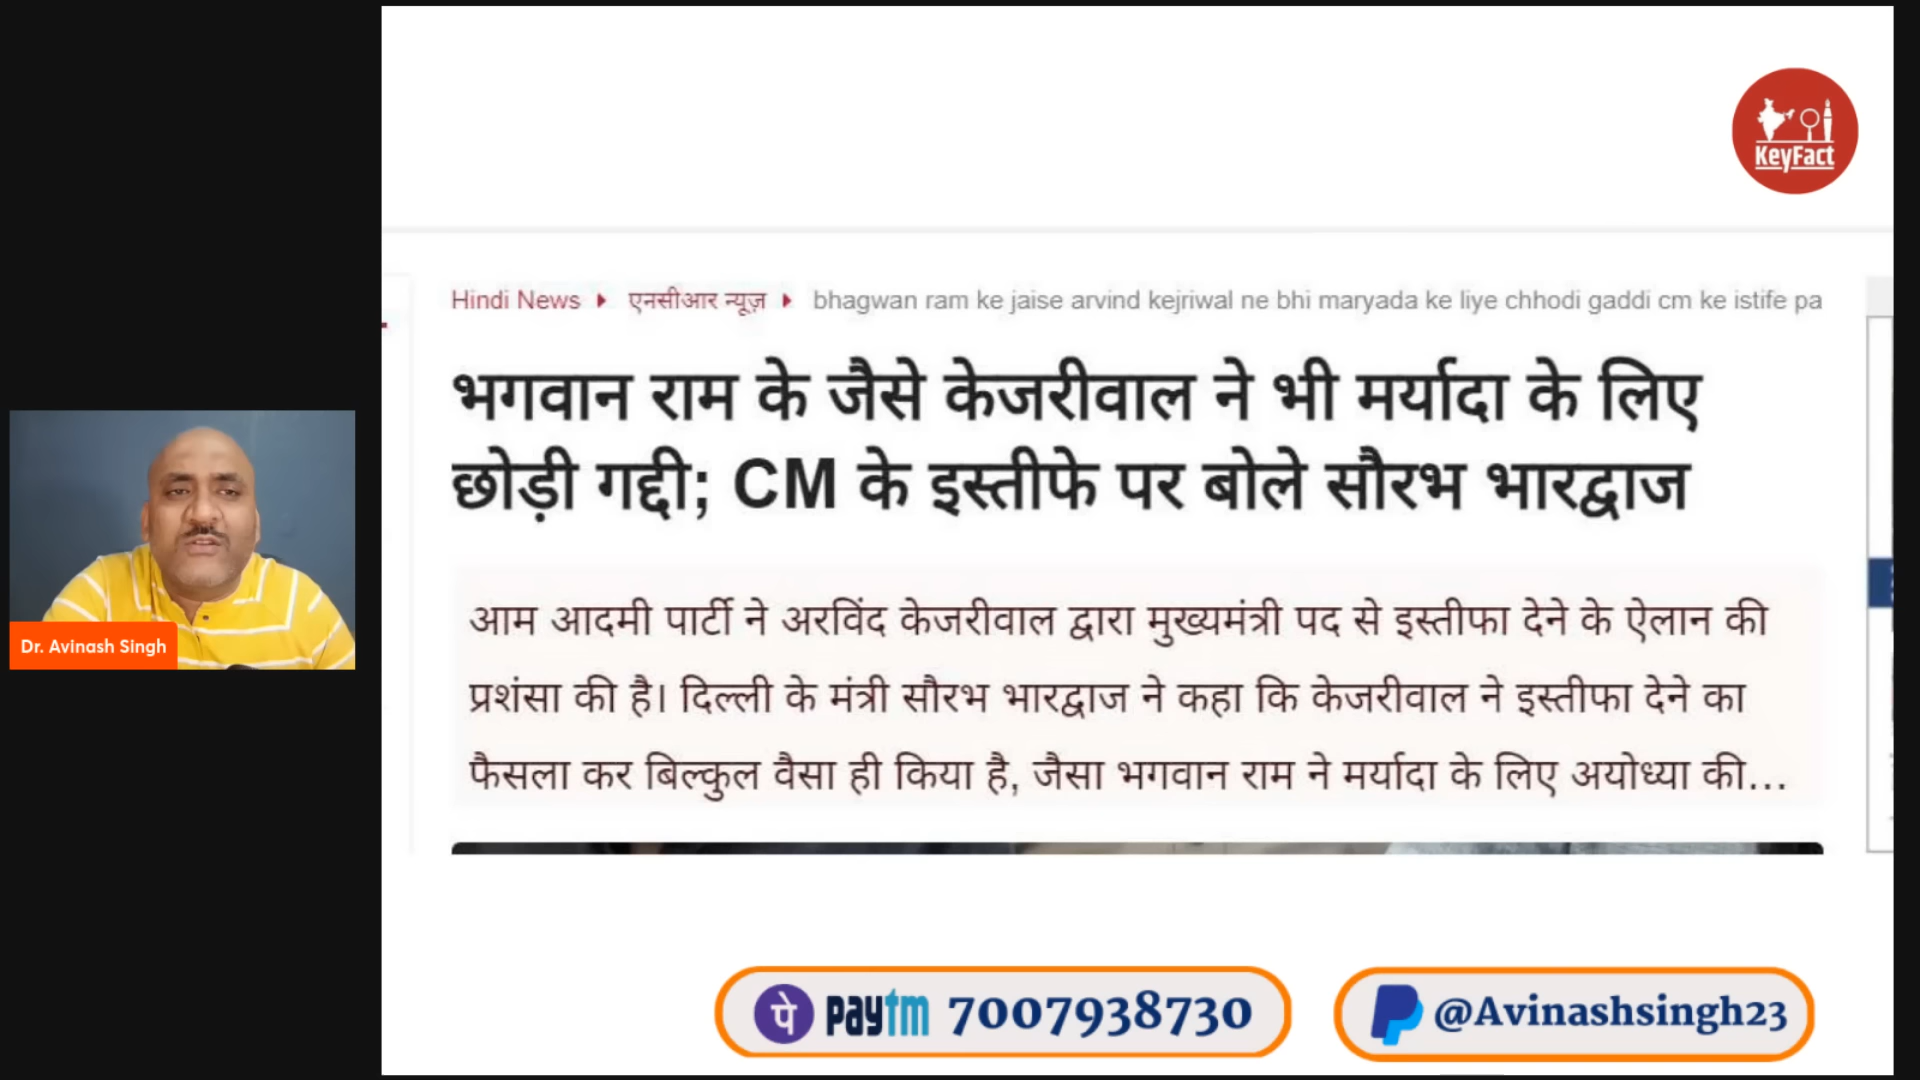 KeyFact
Hindi News एनसीआर न्यूज़ bhagwan ram ke jaise arvind kejriwal ne bhi maryada ke liye chhodi gaddi cm ke istife pa
भगवान राम के जैसे केजरीवाल ने भी मर्यादा के लिए
छोड़ी गद्दी; CM के इस्तीफे पर बोले सौरभ भारद्वाज
आम आदमी पार्टी ने अरविंद केजरीवाल द्वारा मुख्यमंत्री पद से इस्तीफा देने के ऐलान की
प्रशंसा की है। दिल्ली के मंत्री सौरभ भारद्वाज ने कहा कि केजरीवाल ने इस्तीफा देने का
फैसला कर बिल्कुल वैसा ही किया है, जैसा भगवान राम ने मर्यादा के लिए अयोध्या की...
Dr. Avinash Singh
पे paytm 7007938730
@Avinashsingh23